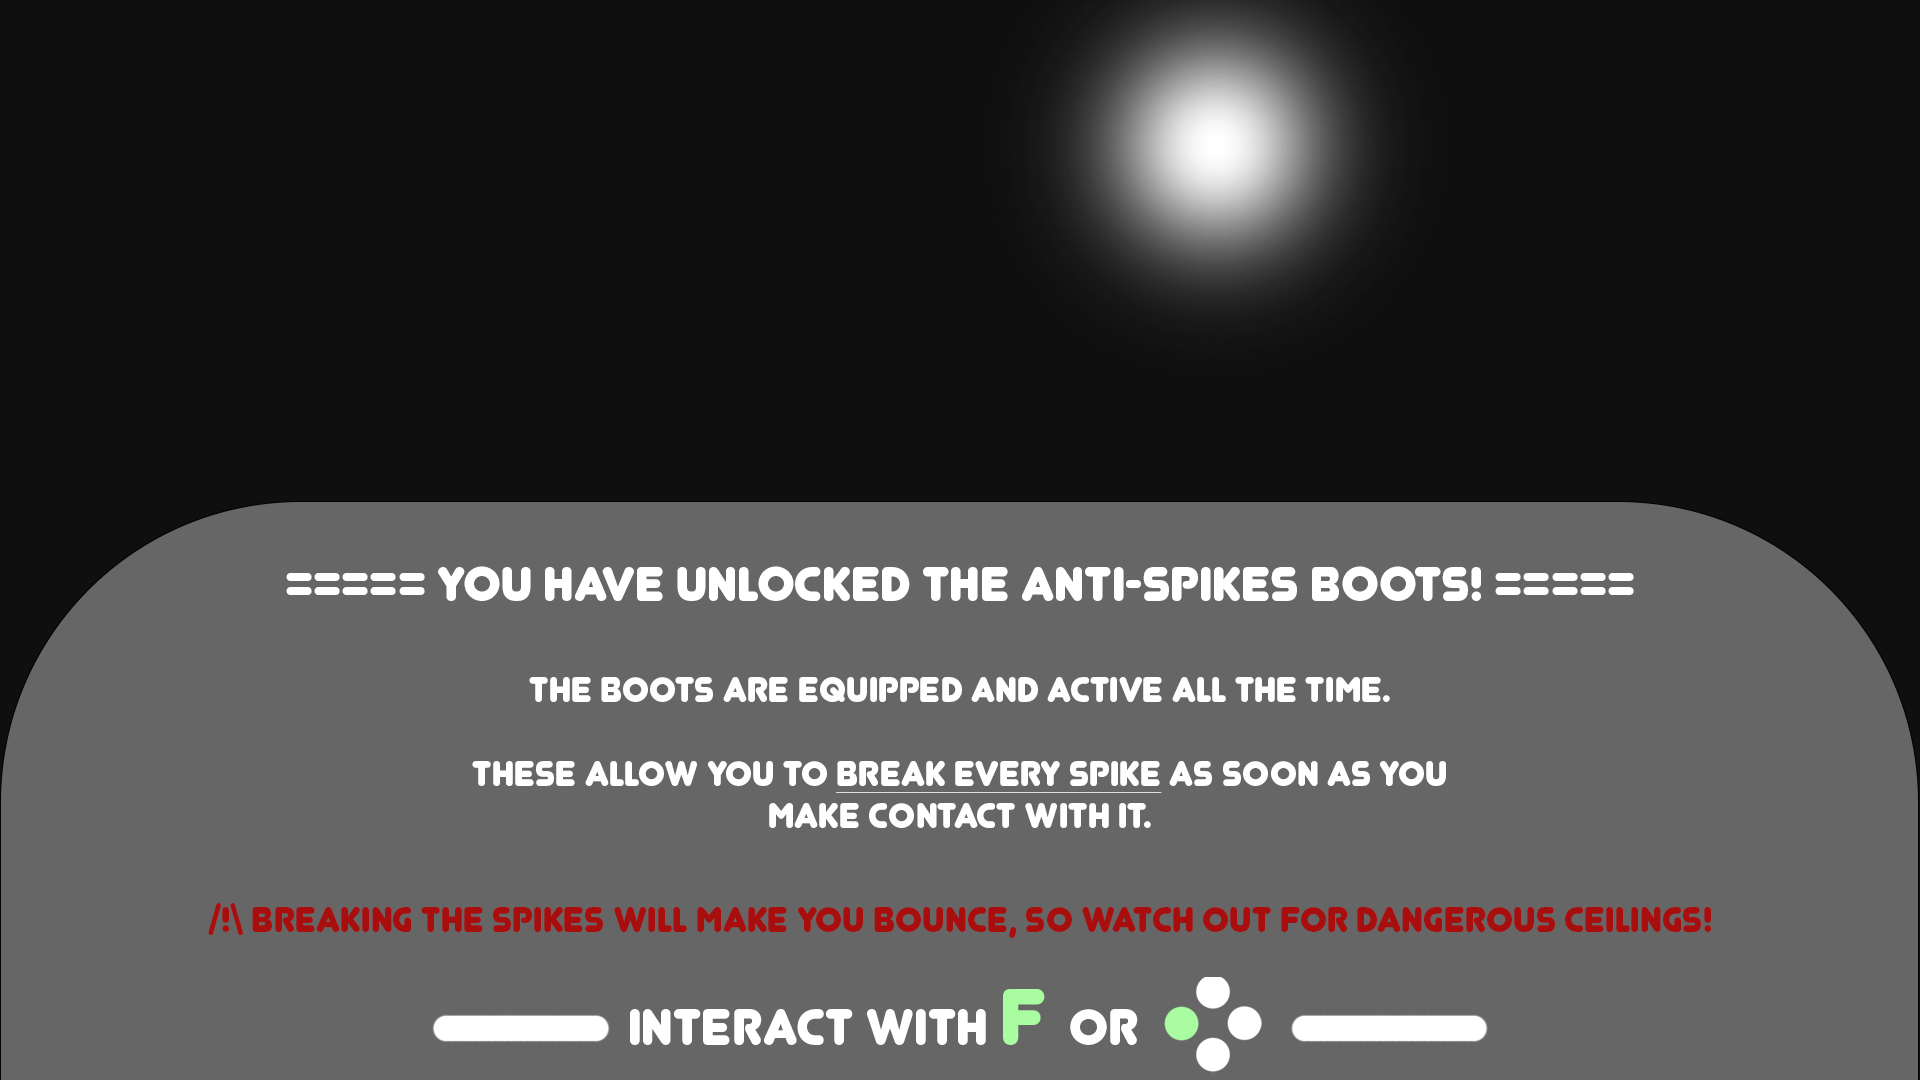 ===== YOU HAVE UNLOCKED THE ANTI-SPIKES BOOTS! =====
THE BOOTS ARE EQUIPPED AND ACTIVE ALL THE TIME.
THESE ALLOW YOU TO BREAK EVERY SPIKE AS SOON AS YOU
MAKE CONTACT WITH IT.
/!\ BREAKING THE SPIKES WILL MAKE YOU BOUNCE, SO WATCH OUT FOR DANGEROUS CEILINGS!
INTERACT WITH F OR